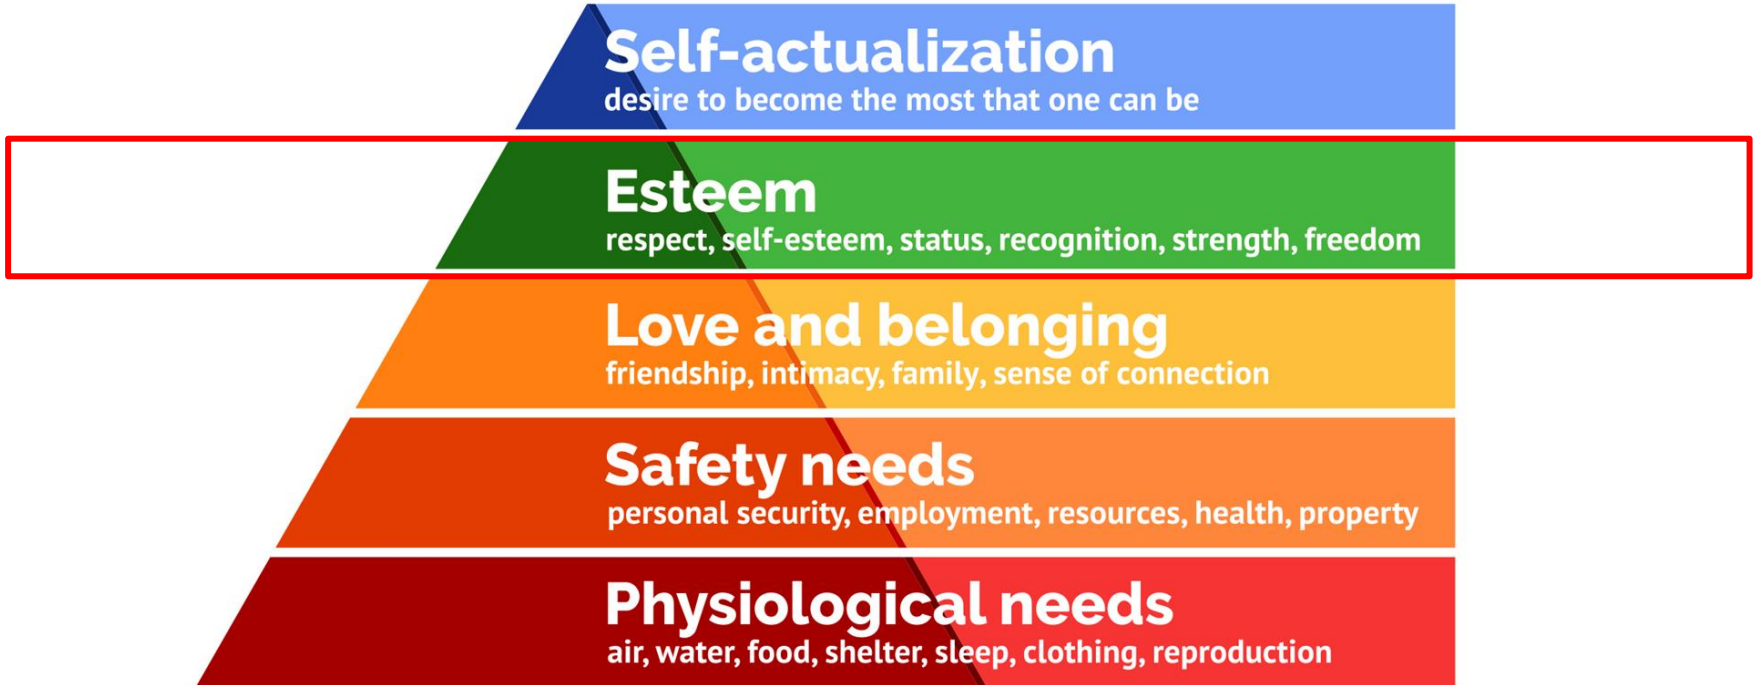 Self-actualization
desire to become the most that one can be
Esteem
respect, self-esteem, status, recognition, strength, freedom
Love and belonging
friendship, intimacy, family, sense of connection
Safety needs
personal security, employment, resources, health, property
Physiological needs
air, water, food, shelter, sleep, clothing, reproduction